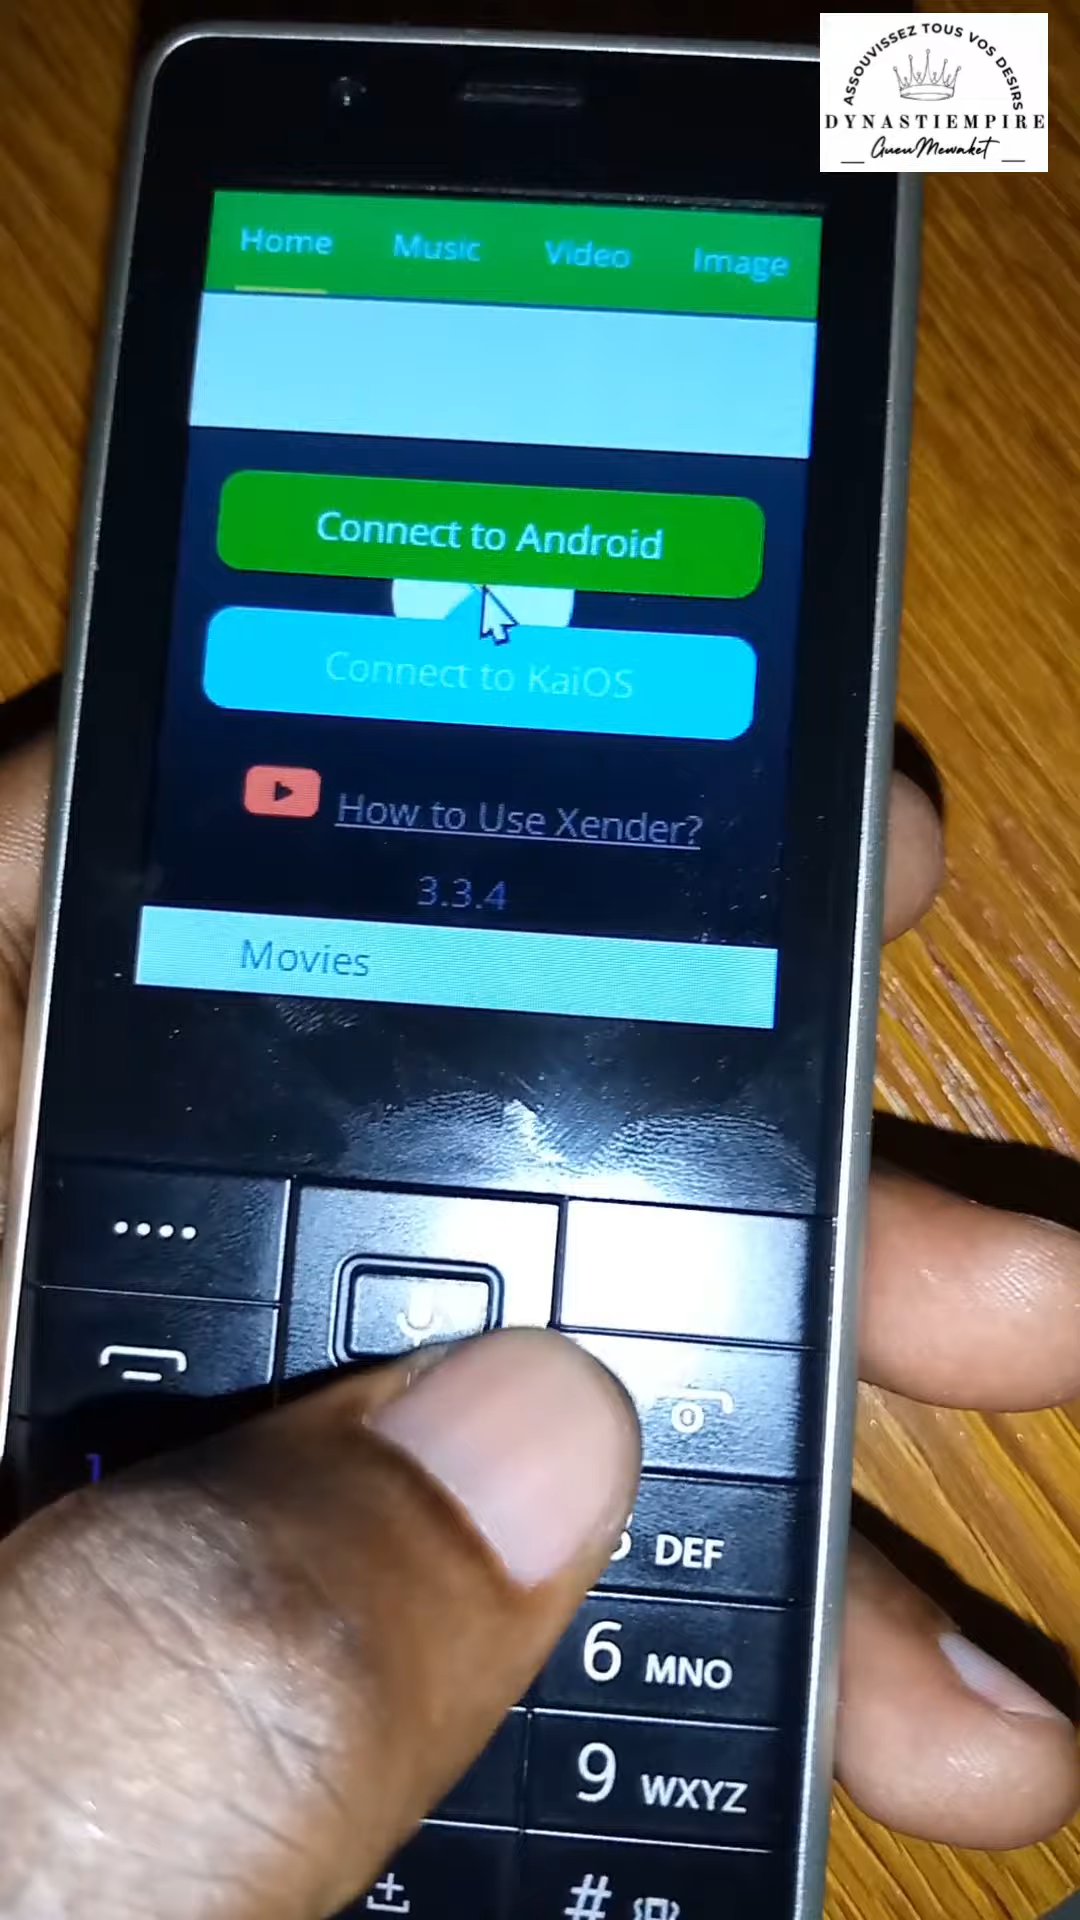 ASSOUVISSEZ TOUS VOS DESIRS
DYNASTIEMPIRE
Home Music Video Image
Connect to Android
Connect to KaiOS
How to Use Xender?
3.3.4
Movies
1
DEF
6 MNO
9 WXYZ
#